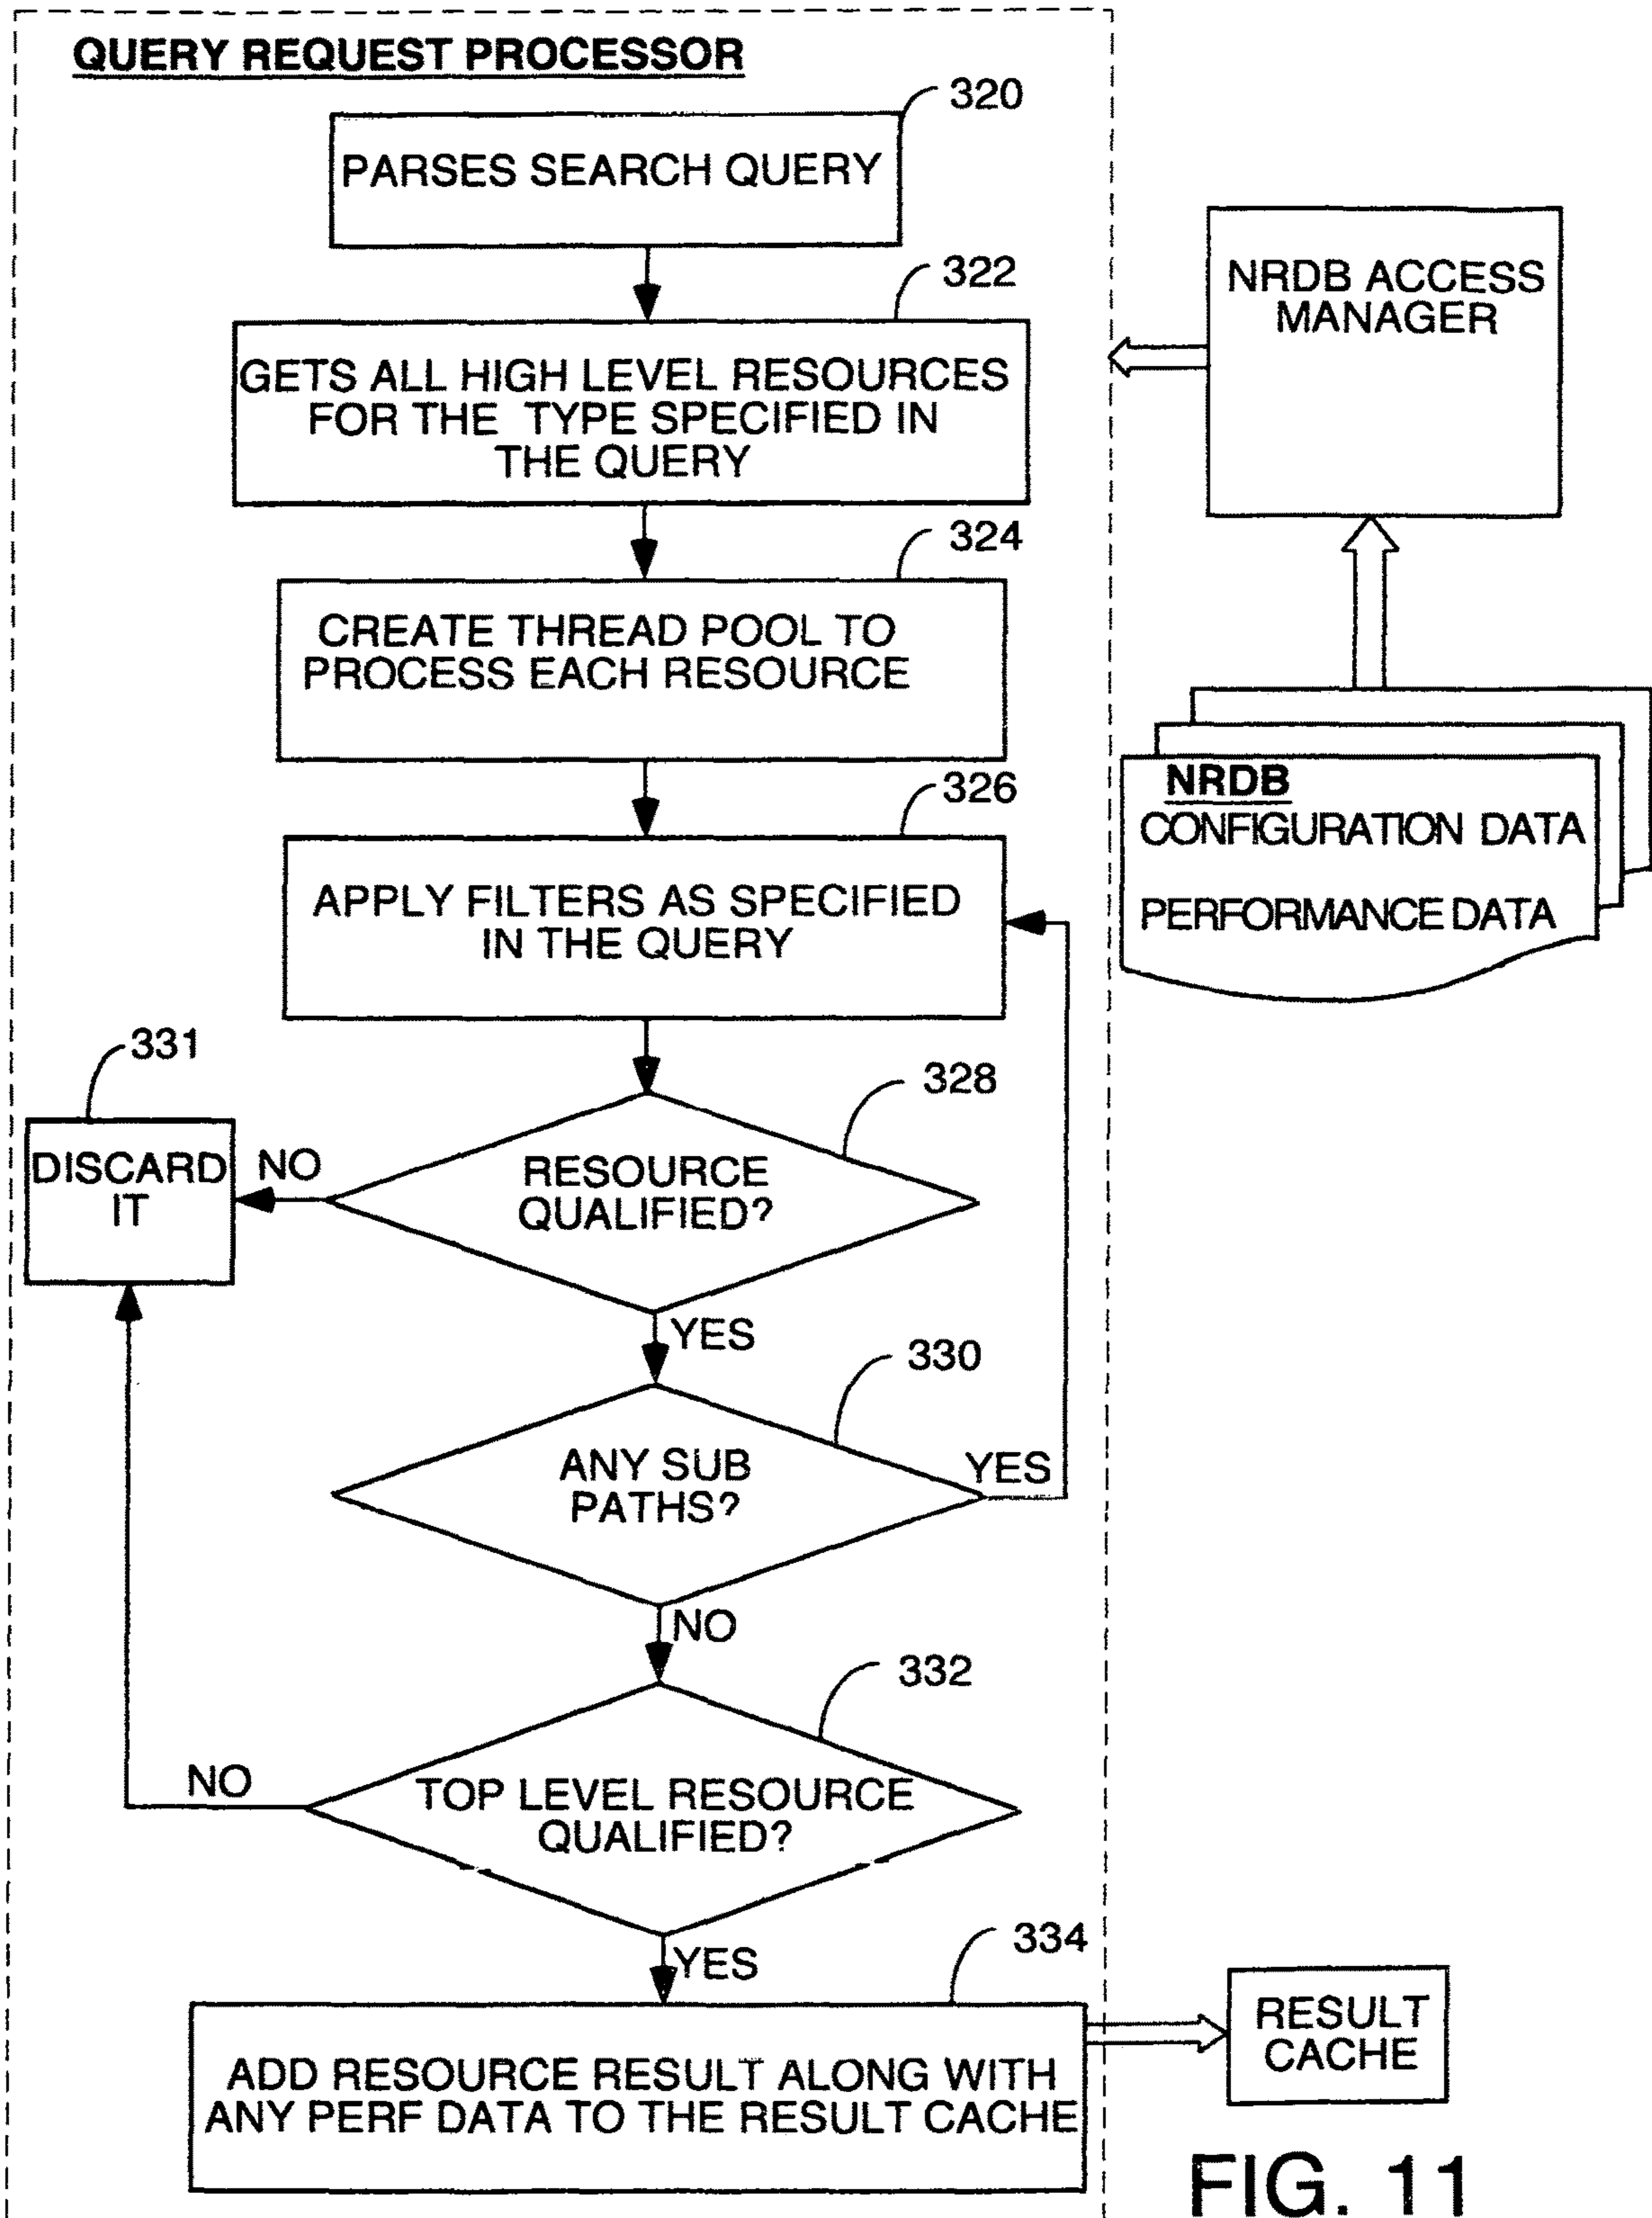 QUERY REQUEST PROCESSOR
320
PARSES SEARCH QUERY
322
GETS ALL HIGH LEVEL RESOURCES
FOR THE TYPE SPECIFIED IN
THE QUERY
NRDB ACCESS
MANAGER
324
CREATE THREAD POOL TO
PROCESS EACH RESOURCE
326
NRDB
CONFIGURATION DATA
PERFORMANCE DATA
APPLY FILTERS AS SPECIFIED
IN THE QUERY
331
328
DISCARD
IT
NO
RESOURCE
QUALIFIED?
YES
330
ANY SUB
PATHS?
YES
NO
332
NO
TOP LEVEL RESOURCE
QUALIFIED?
YES
334
ADD RESOURCE RESULT ALONG WITH
ANY PERF DATA TO THE RESULT CACHE
RESULT
CACHE
FIG. 11